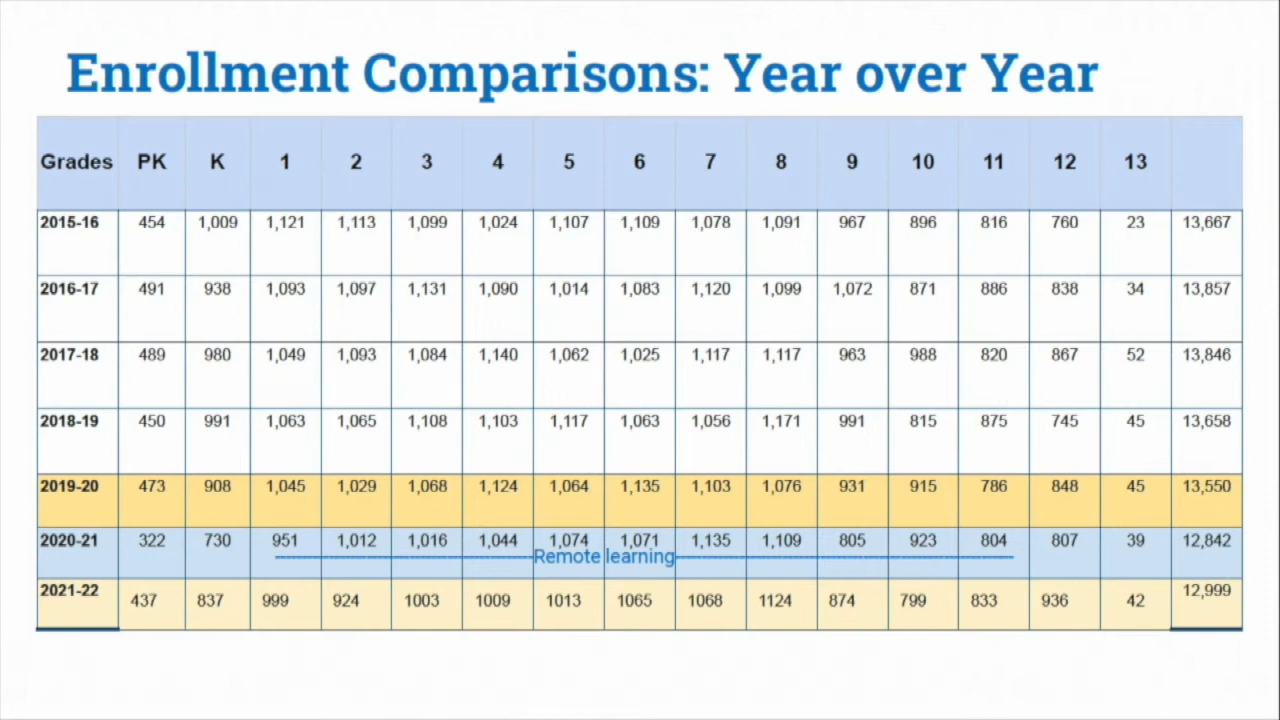 Enrollment Comparisons: Year over Year
Grades PK K 1 2 3 4 5 6 7 8 9 10 11 12 13
2015-16 454 1,009 1,121 1,113 1,099 1,024 1,107 1,109 1,078 1,091 967 896 816 760 23 13,667
2016-17 491 938 1,093 1,097 1,131 1,090 1,014 1,083 1,120 1,099 1,072 871 886 838 34 13,857
2017-18 489 980 1,049 1,093 1,084 1,140 1,062 1,025 1,117 1,117 963 988 820 867 52 13,846
2018-19 450 991 1,063 1,065 1,108 1,103 1,117 1,063 1,056 1,171 991 815 875 745 45 13,658
2019-20 473 908 1,045 1,029 1,068 1,124 1,064 1,135 1,103 1,076 931 915 786 848 45 13,550
2020-21 322 730 951 1,012 1,016 1,044 1,074 1,071 1,135 1,109 805 923 804 807 39 12,842
Remote learning
2021-22 437 837 999 924 1003 1009 1013 1065 1068 1124 874 799 833 936 42 12,999